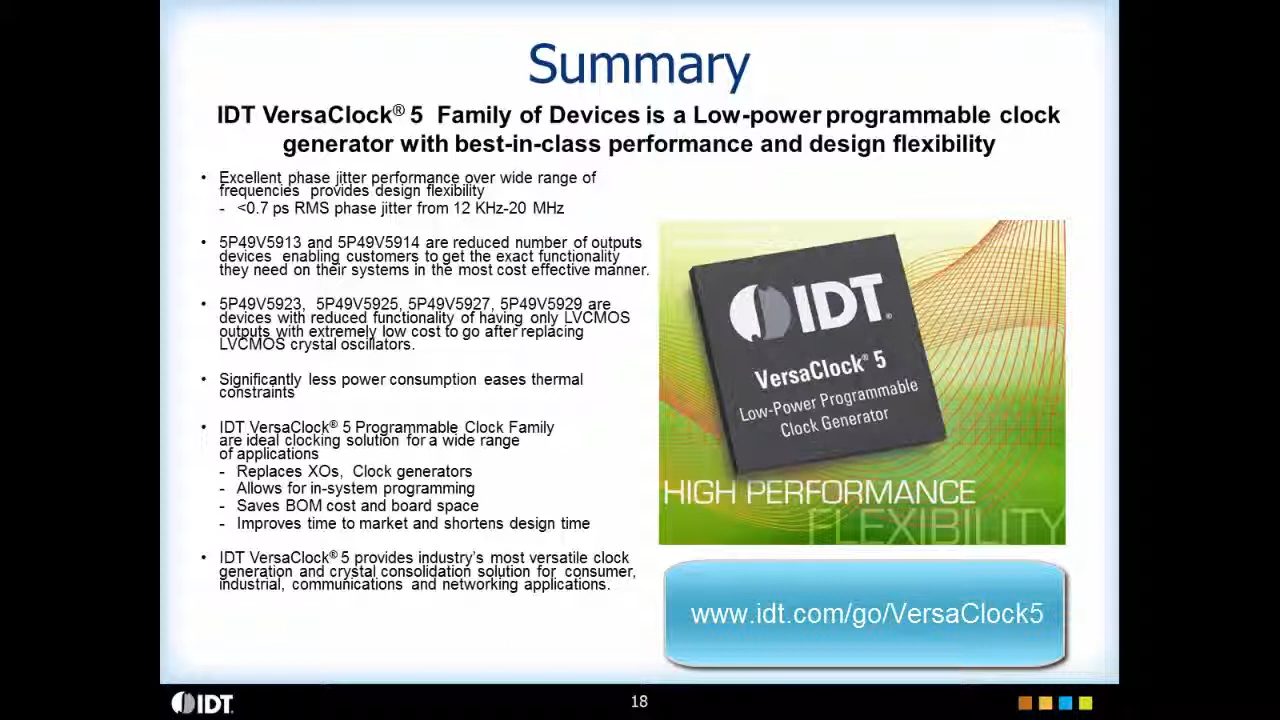 Summary
IDT VersaClock® 5 Family of Devices is a Low-power programmable clock
generator with best-in-class performance and design flexibility
• Excellent phase jitter performance over wide range of
frequencies provides design flexibility
- <0.7 ps RMS phase jitter from 12 KHz-20 MHz
• 5P49V5913 and 5P49V5914 are reduced number of outputs
devices enabling customers to get the exact functionality
they need on their systems in the most cost effective manner.
• 5P49V5923, 5P49V5925, 5P49V5927, 5P49V5929 are
devices with reduced functionality of having only LVCMOS
outputs with extremely low cost to go after replacing
LVCMOS crystal oscillators.
• Significantly less power consumption eases thermal
constraints
• IDT VersaClock® 5 Programmable Clock Family
are ideal clocking solution for a wide range
of applications
- Replaces XOs, Clock generators
- Allows for in-system programming
- Saves BOM cost and board space
- Improves time to market and shortens design time
• IDT VersaClock® 5 provides industry's most versatile clock
generation and crystal consolidation solution for consumer,
industrial, communications and networking applications.
IDT®
VersaClock® 5
Low-Power Programmable
Clock Generator
HIGH PERFORMANCE
FLEXIBILITY
www.idt.com/go/VersaClock5
IDT
18